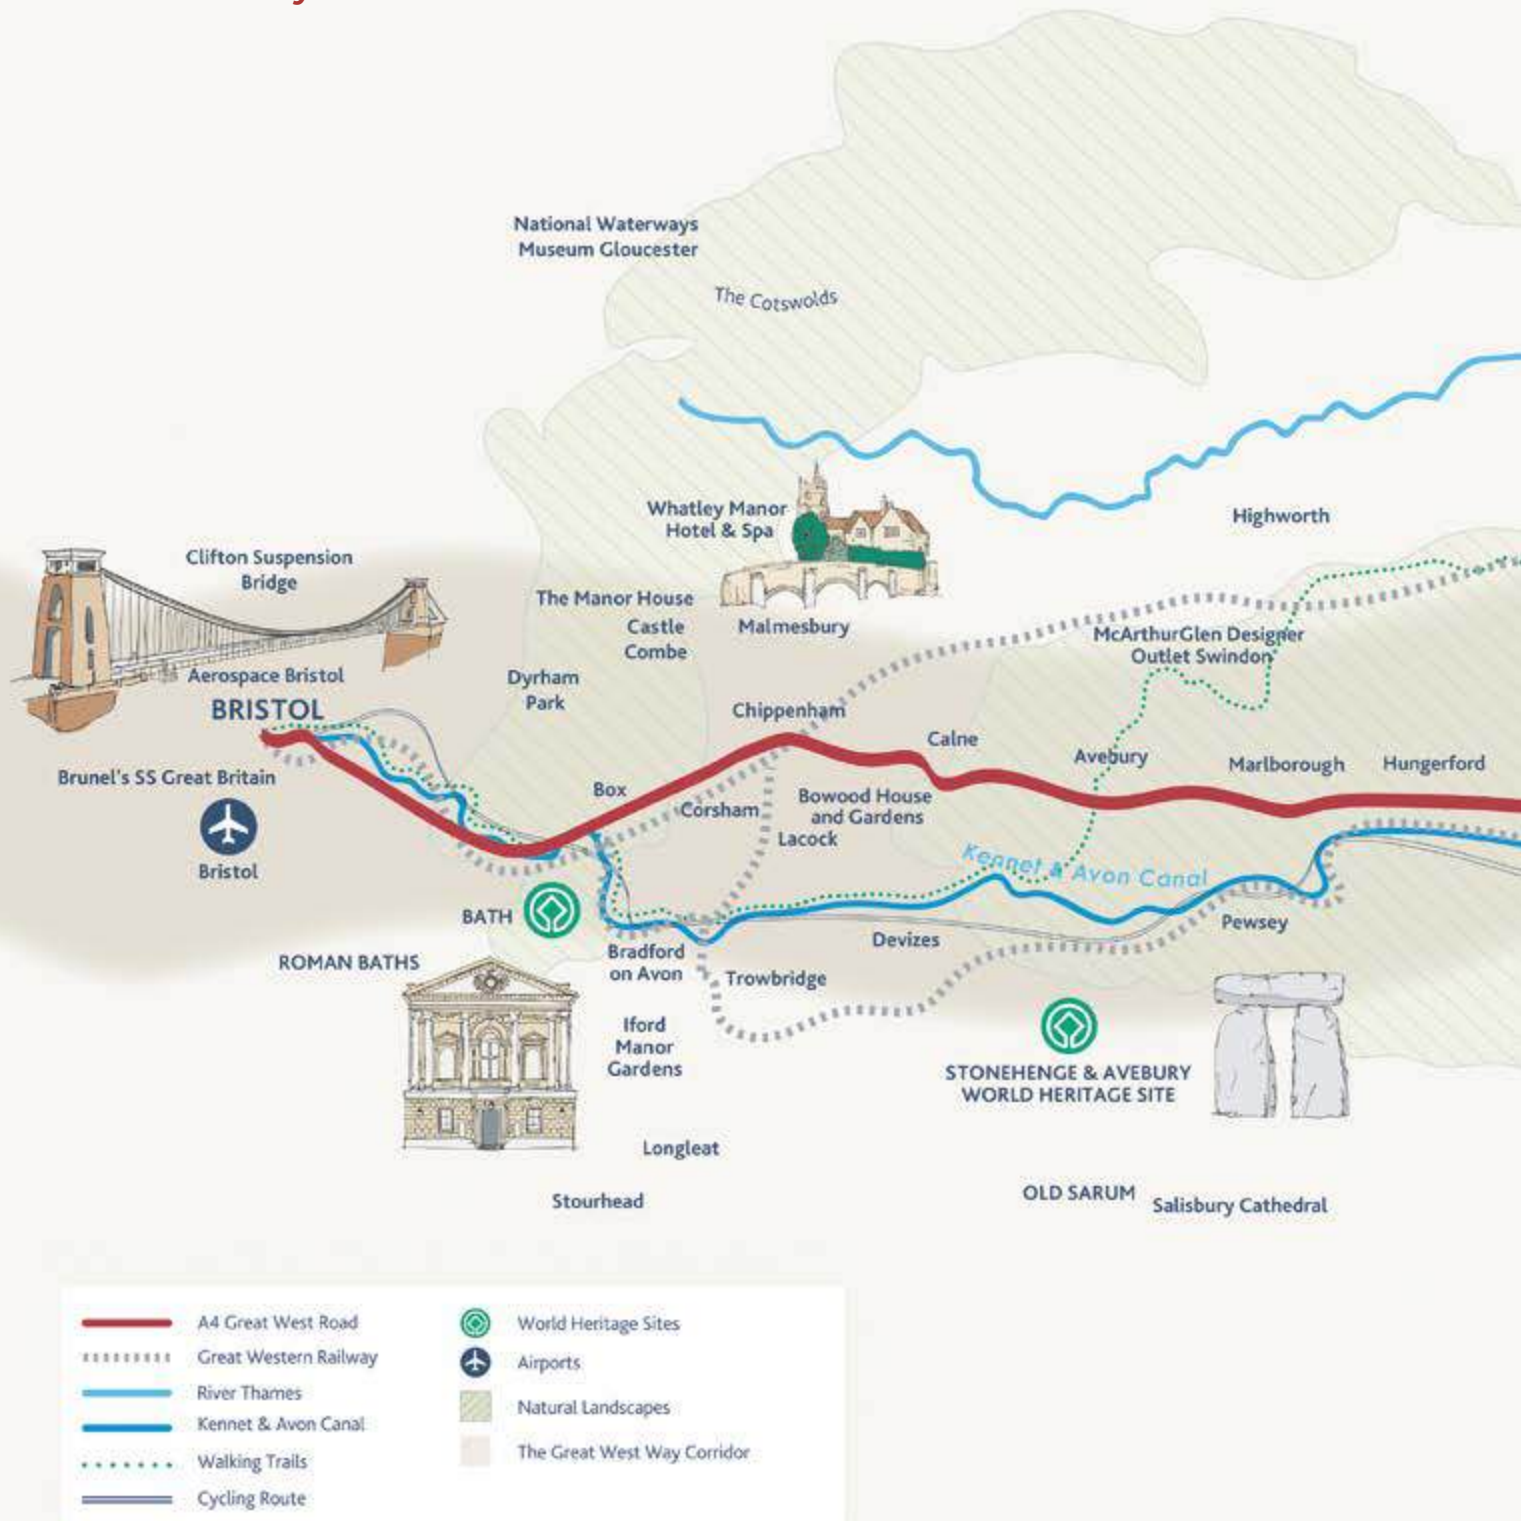 National Waterways
Museum Gloucester
The Cotswolds
Whatley Manor
Hotel & Spa
Highworth
Clifton Suspension
Bridge
The Manor House
Castle
Combe
Malmesbury
McArthurGlen Designer
Outlet Swindon
Aerospace Bristol
BRISTOL
Dyrham
Park
Chippenham
Calne
Avebury
Marlborough
Hungerford
Brunel's SS Great Britain
Box
Corsham
Bowood House
and Gardens
Lacock
Bristol
Kennet & Avon Canal
BATH
Pewsey
Devizes
Bradford
on Avon
ROMAN BATHS
Trowbridge
Iford
Manor
Gardens
STONEHENGE & AVEBURY
WORLD HERITAGE SITE
Longleat
Stourhead
OLD SARUM
Salisbury Cathedral
A4 Great West Road
Great Western Railway
River Thames
Kennet & Avon Canal
Walking Trails
Cycling Route
World Heritage Sites
Airports
Natural Landscapes
The Great West Way Corridor